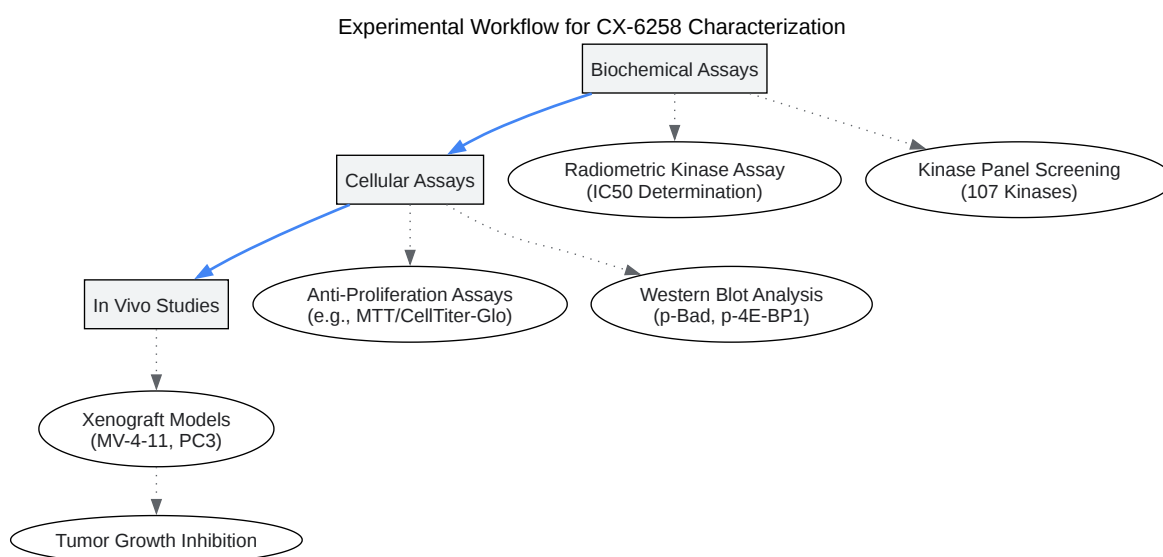 Experimental Workflow for CX-6258 Characterization
Biochemical Assays
Radiometric Kinase Assay
(IC50 Determination)
Kinase Panel Screening
(107 Kinases)
Cellular Assays
Anti-Proliferation Assays
(e.g., MTT/CellTiter-Glo)
Western Blot Analysis
(p-Bad, p-4E-BP1)
In Vivo Studies
Xenograft Models
(MV-4-11, PC3)
Tumor Growth Inhibition